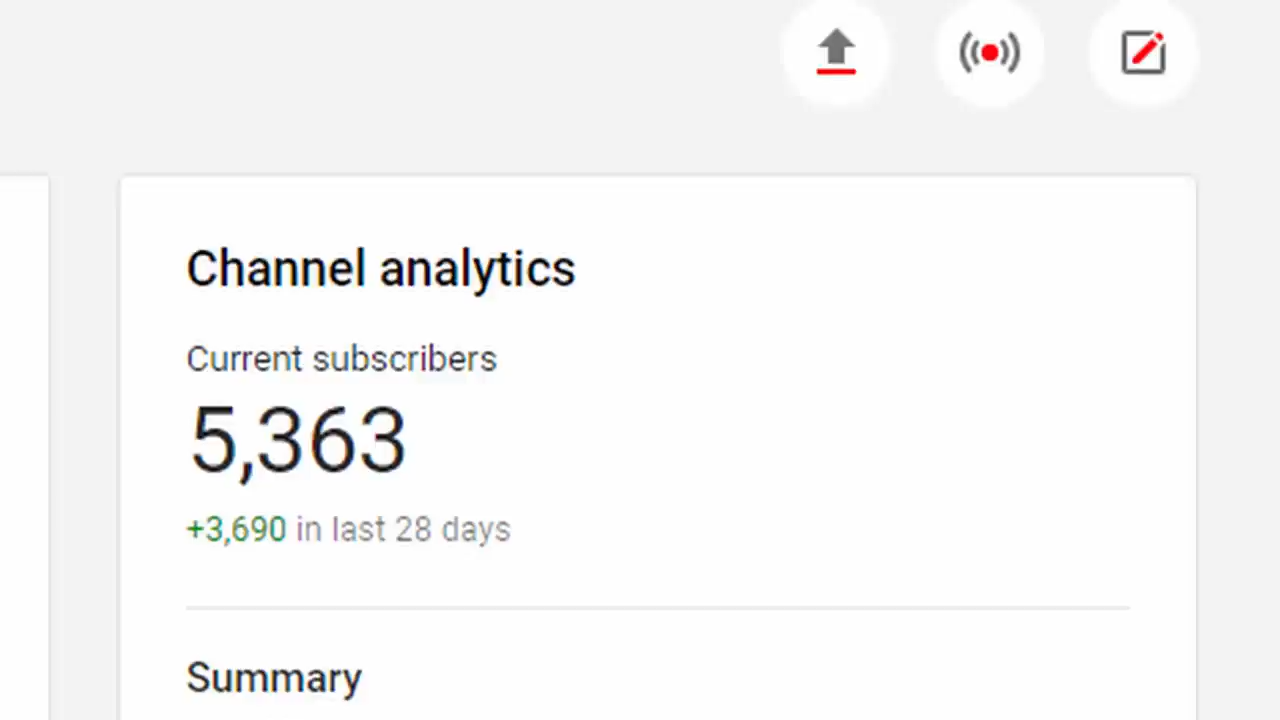 Channel analytics
Current subscribers
5,363
+3,690 in last 28 days
Summary